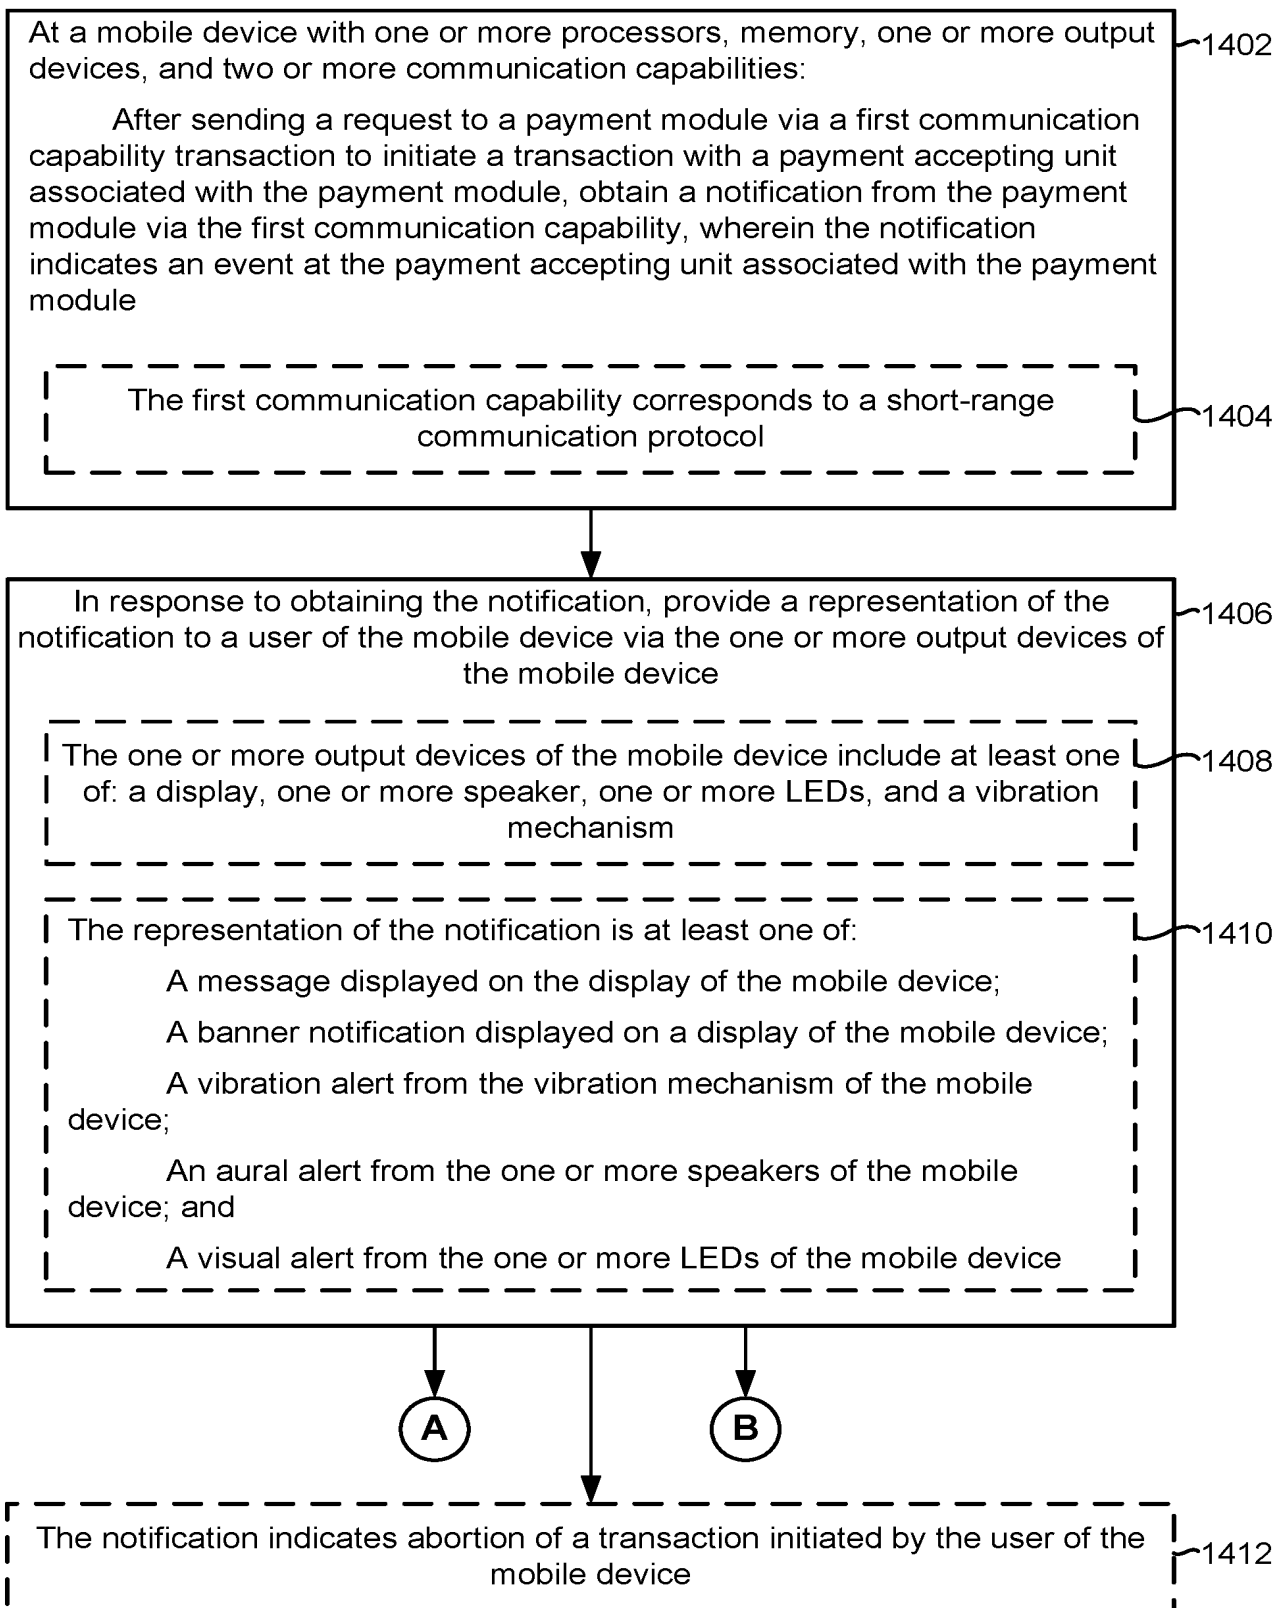 At a mobile device with one or more processors, memory, one or more output
devices, and two or more communication capabilities:
1402
After sending a request to a payment module via a first communication
capability transaction to initiate a transaction with a payment accepting unit
associated with the payment module, obtain a notification from the payment
module via the first communication capability, wherein the notification
indicates an event at the payment accepting unit associated with the payment
module
The first communication capability corresponds to a short-range
communication protocol
1404
In response to obtaining the notification, provide a representation of the
notification to a user of the mobile device via the one or more output devices of
the mobile device
1406
The one or more output devices of the mobile device include at least one
of: a display, one or more speaker, one or more LEDs, and a vibration
mechanism
1408
The representation of the notification is at least one of:
1410
A message displayed on the display of the mobile device;
A banner notification displayed on a display of the mobile device;
A vibration alert from the vibration mechanism of the mobile
device;
An aural alert from the one or more speakers of the mobile
device; and
A visual alert from the one or more LEDs of the mobile device
A
B
The notification indicates abortion of a transaction initiated by the user of the
mobile device
1412